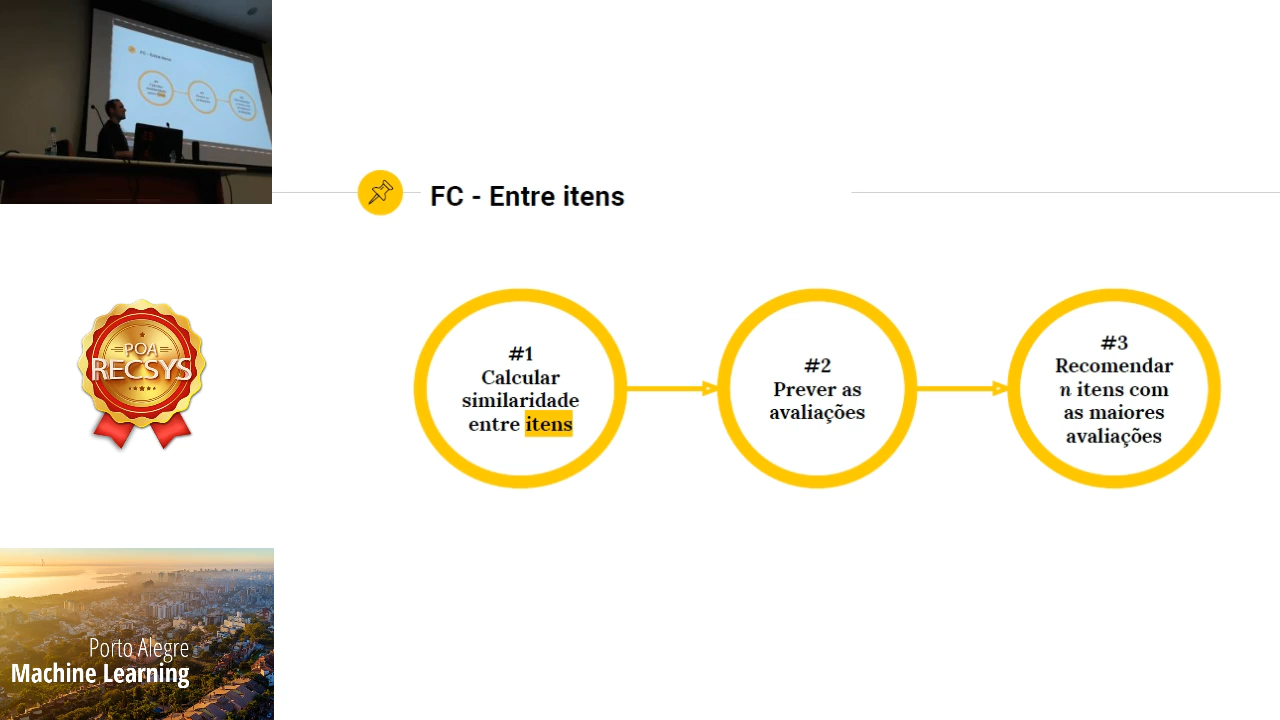 FC - Entre itens
#1
Calcular
similaridade
entre itens
#2
Prever as
avaliações
#3
Recomendar
n itens com
as maiores
avaliações
POA
RECSYS
Porto Alegre
Machine Learning